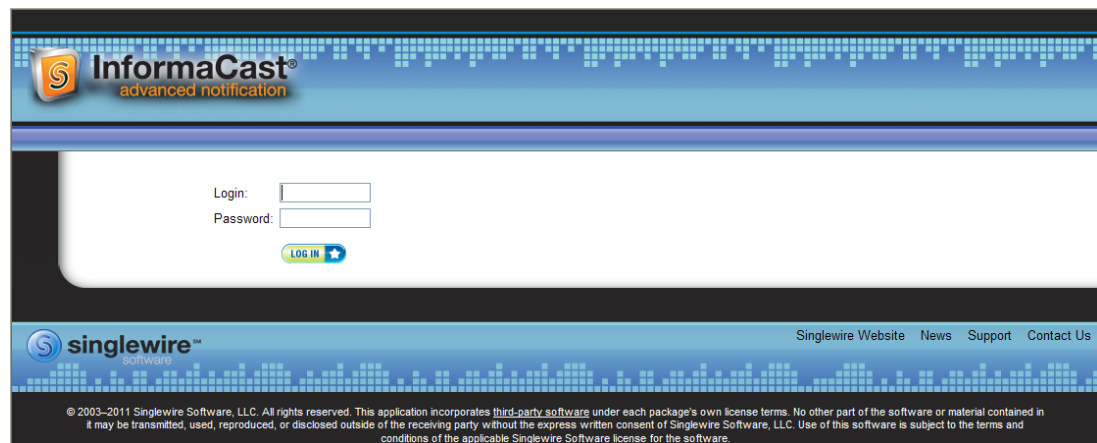 InformaCast®
advanced notification
Login:
Password:
LOG IN
singlewire™
software
Singlewire Website News Support Contact Us
© 2003–2011 Singlewire Software, LLC. All rights reserved. This application incorporates third-party software under each package's own license terms. No other part of the software or material contained in
it may be transmitted, used, reproduced, or disclosed outside of the receiving party without the express written consent of Singlewire Software, LLC. Use of this software is subject to the terms and
conditions of the applicable Singlewire Software license for the software.